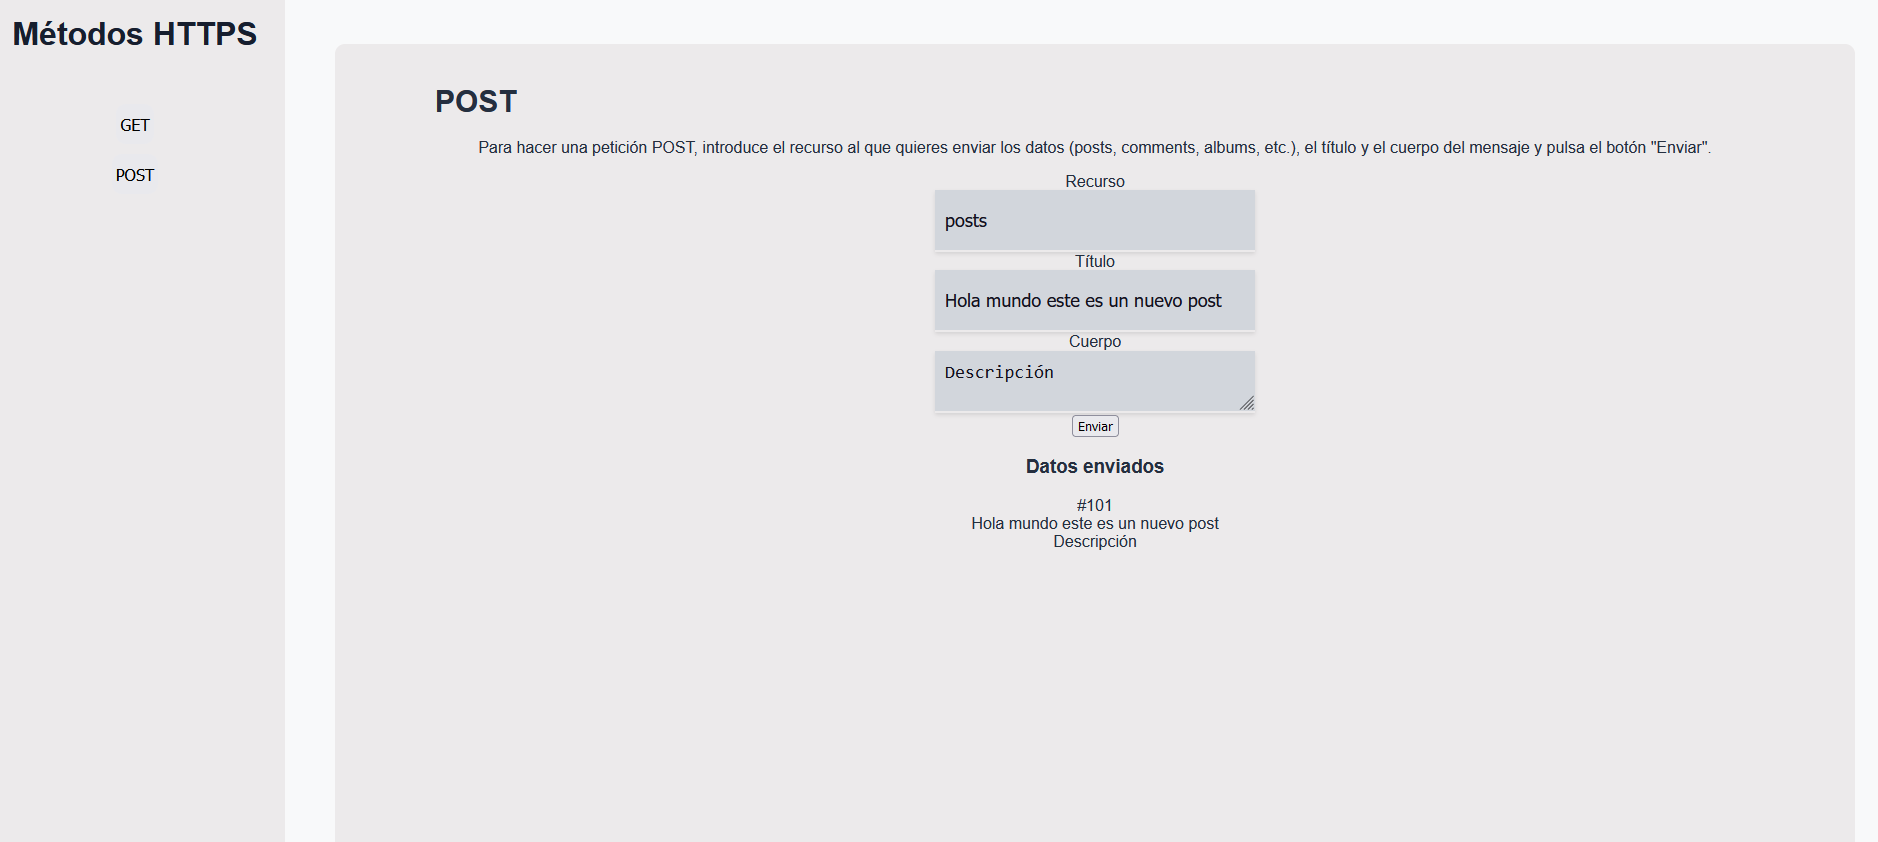 Métodos HTTPS
GET
POST
POST
Para hacer una petición POST, introduce el recurso al que quieres enviar los datos (posts, comments, albums, etc.), el título y el cuerpo del mensaje y pulsa el botón "Enviar".
Recurso
posts
Título
Hola mundo este es un nuevo post
Cuerpo
Descripción
Enviar
Datos enviados
#101
Hola mundo este es un nuevo post
Descripción